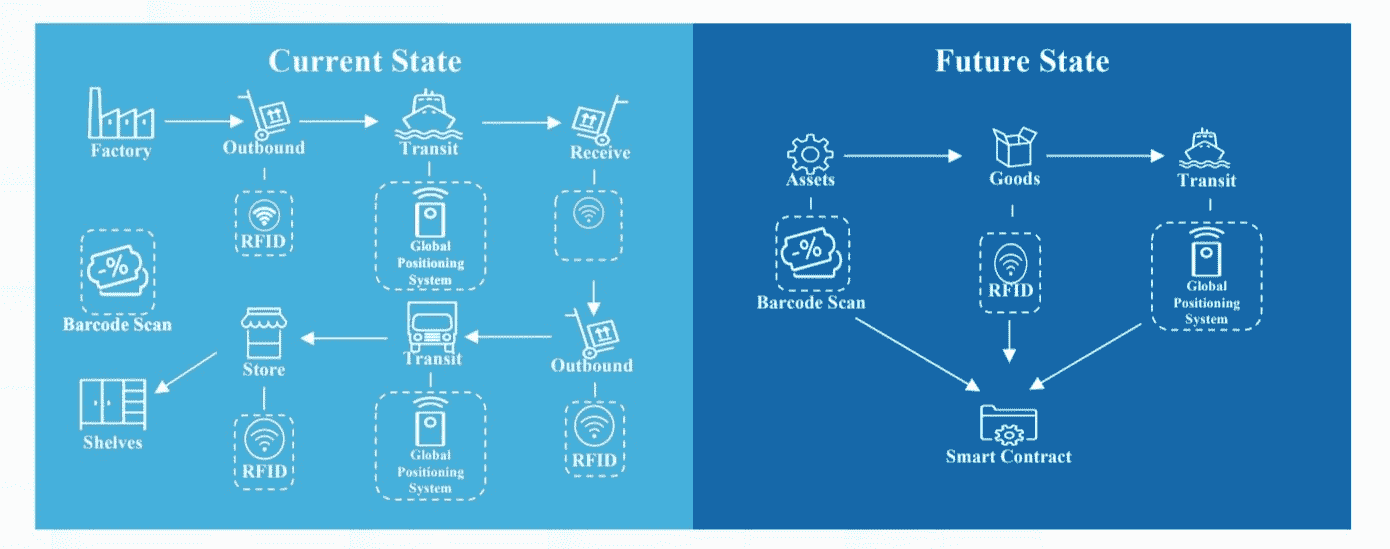 Current State
Factory
Outbound
Transit
Receive
RFID
Global
Positioning
System
-%
Barcode Scan
Store
Transit
Outbound
Shelves
RFID
Global
Positioning
System
RFID
Future State
Assets
Goods
Transit
-%
Barcode Scan
RFID
Global
Positioning
System
Smart Contract